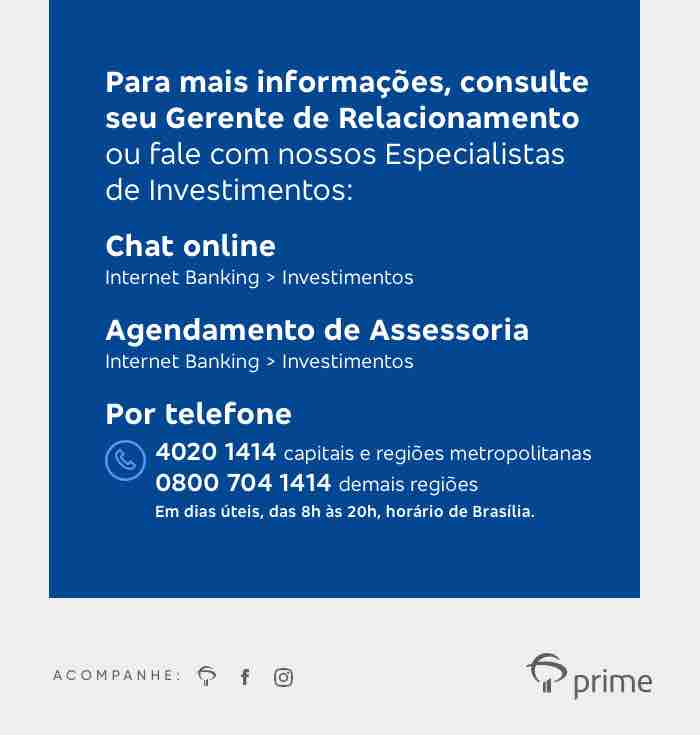 Para mais informações, consulte
seu Gerente de Relacionamento
ou fale com nossos Especialistas
de Investimentos:
Chat online
Internet Banking > Investimentos
Agendamento de Assessoria
Internet Banking > Investimentos
Por telefone
4020 1414 capitais e regiões metropolitanas
0800 704 1414 demais regiões
Em dias úteis, das 8h às 20h, horário de Brasília.
ACOMPANHE:
prime